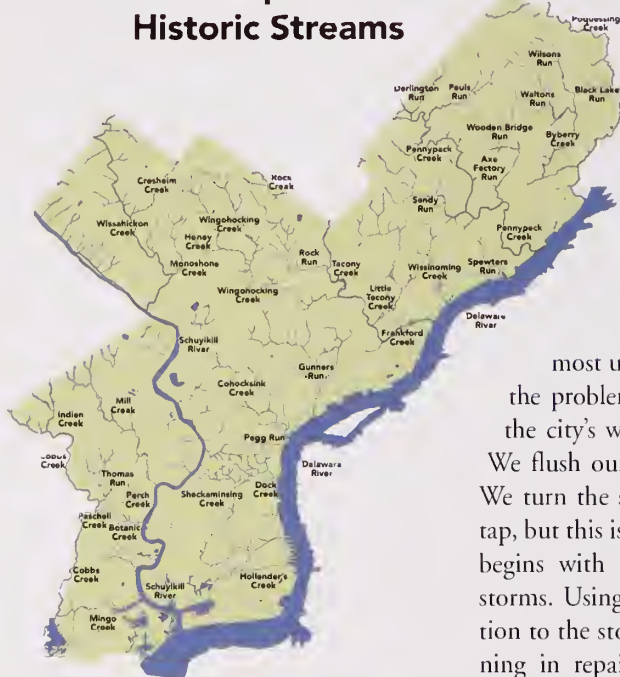 Historic Streams
Poquessing
Creek
Wilsons
Run
Darlington
Run
Pauls
Run
Waltons
Run
Black Lake
Run
Wooden Bridge
Run
Byberry
Creek
Pennypack
Creek
Axe
Factory
Run
Rock
Creek
Cresheim
Creek
Sandy
Run
Wissahickon
Creek
Wingohocking
Creek
Honey
Creek
Pennypack
Creek
Monoshone
Creek
Rock
Run
Tacony
Creek
Wissinoming
Creek
Spewters
Run
Wingohocking
Creek
Little
Tacony
Creek
Delaware
River
Frankford
Creek
Schuylkill
River
Gunners
Run
Cohocksink
Creek
Mill
Creek
Indian
Creek
Pegg Run
Cobbs
Creek
Delaware
River
Thomas
Run
Perch
Creek
Shackamining
Creek
Dock
Creek
Paschall
Creek
Botanic
Creek
Cobbs
Creek
Hollander's
Creek
Schuylkill
River
Mingo
Creek
most u
the problem
the city's w
We flush ou
We turn the s
tap, but this is
begins with
storms. Using
tion to the sto
ning in repai